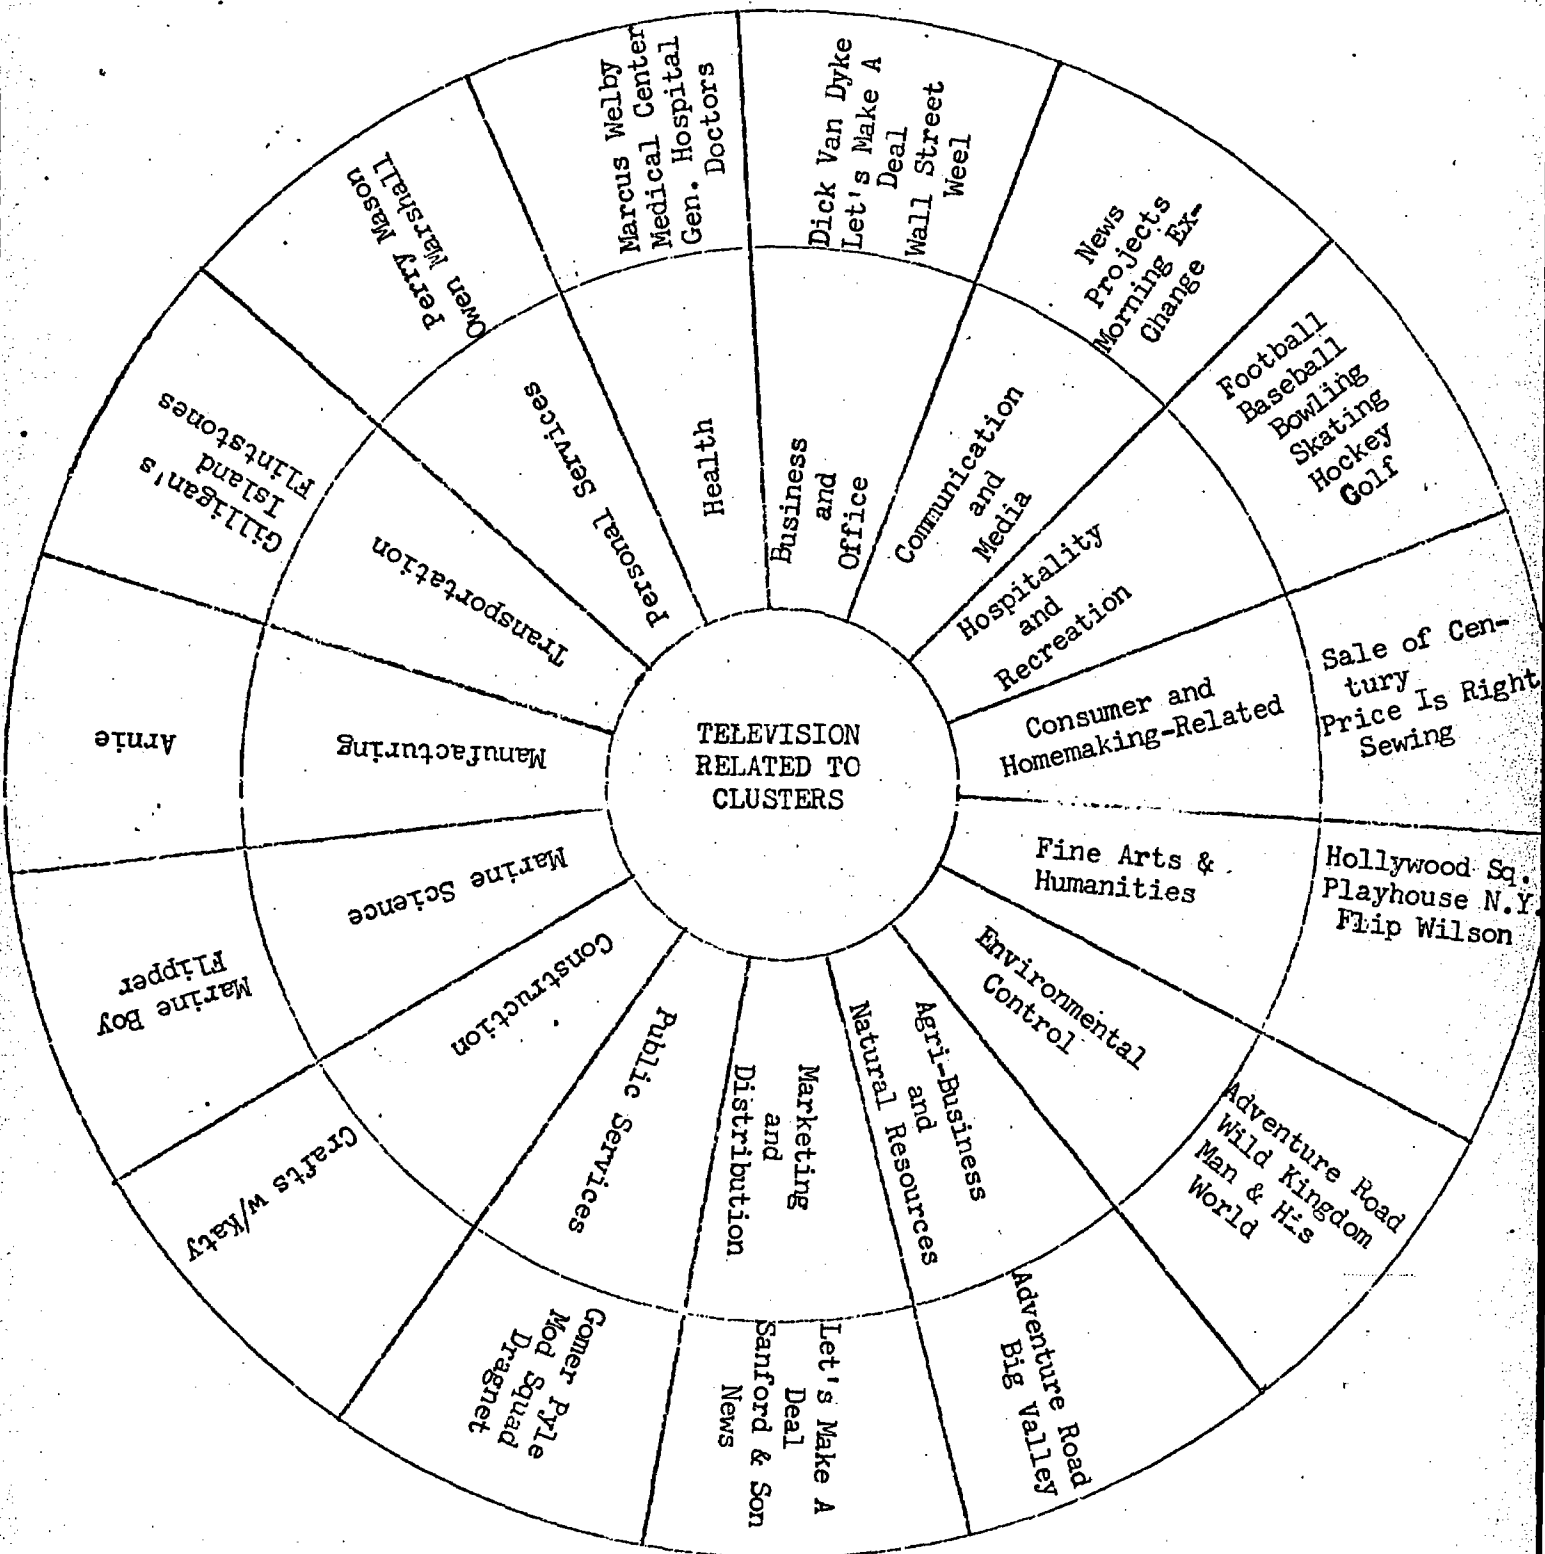 TELEVISION
RELATED TO
CLUSTERS
Business
and
Office
Dick Van Dyke
Let's Make A
Deal
Wall Street
Weel
Communication
and
Media
News
Projects
Morning Ex-
Change
Hospitality
and
Recreation
Football
Baseball
Bowling
Skating
Hockey
Golf
Consumer and
Homemaking-Related
Sale of Cen-
tury
Price Is Right
Sewing
Fine Arts &
Humanities
Hollywood Sq.
Playhouse N.Y.
Flip Wilson
Environmental
Control
Adventure Road
Wild Kingdom
Man & His
World
Agri-Business
and
Natural Resources
Adventure Road
Big Valley
Marketing
and
Distribution
Let's Make A
Deal
Sanford & Son
News
Public Services
Gomer Pyle
Mod Squad
Dragnet
Construction
Crafts w/Katy
Marine Science
Marine Boy
Flipper
Manufacturing
Arnie
Transportation
Gilligan's
Island
Flintstones
Personal Services
Perry Mason
Owen Marshall
Health
Marcus Welby
Medical Center
Gen. Hospital
Doctors